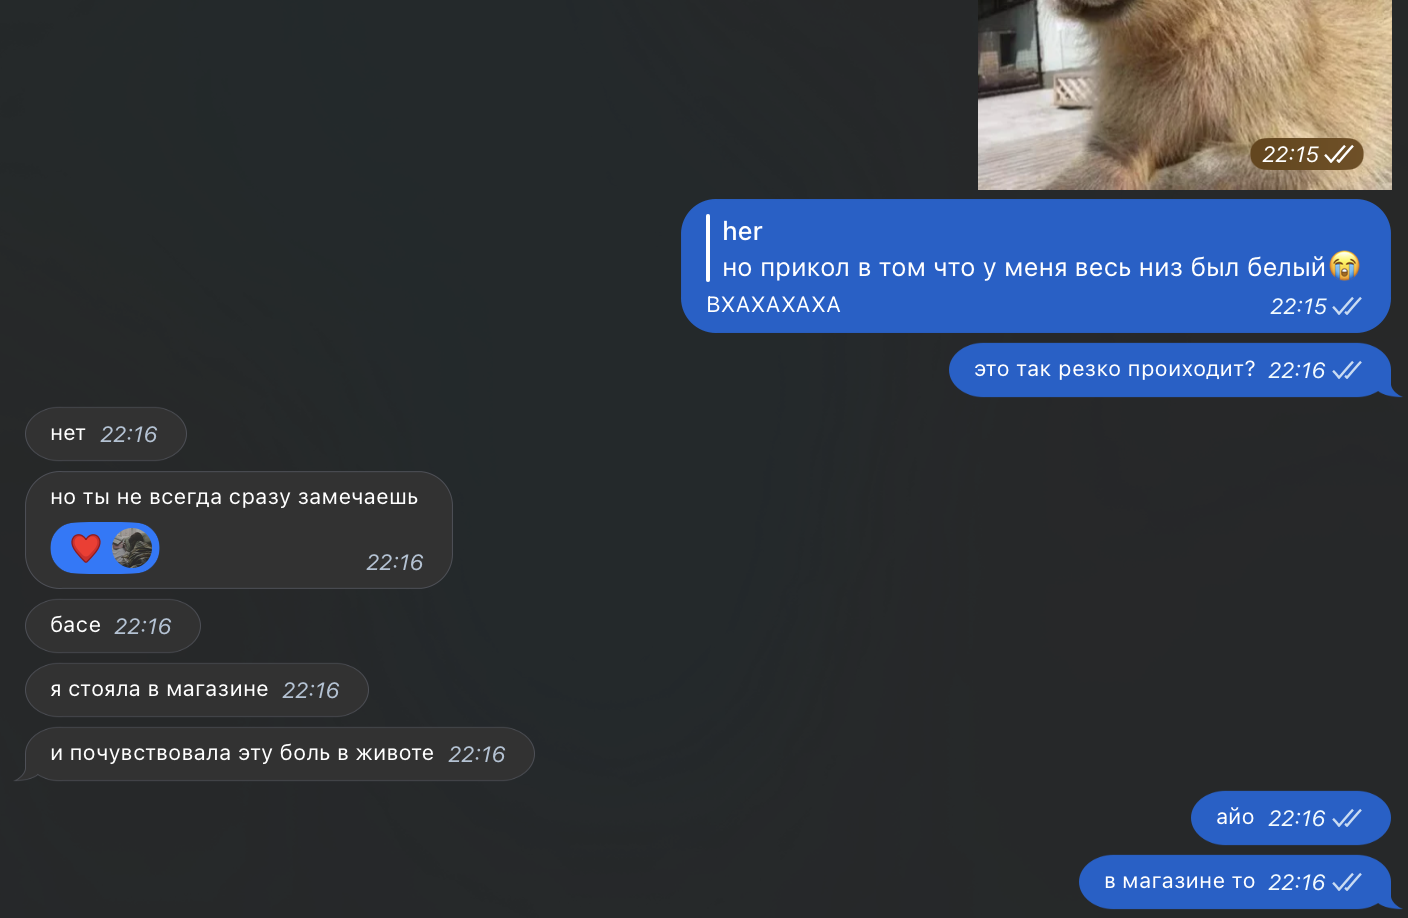 22:15
her
но прикол в том что у меня весь низ был белый😭
ВХАХАХАХА 22:15
это так резко проиходит? 22:16
нет 22:16
но ты не всегда сразу замечаешь
❤️ 22:16
басе 22:16
я стояла в магазине 22:16
и почувствовала эту боль в животе 22:16
айо 22:16
в магазине то 22:16